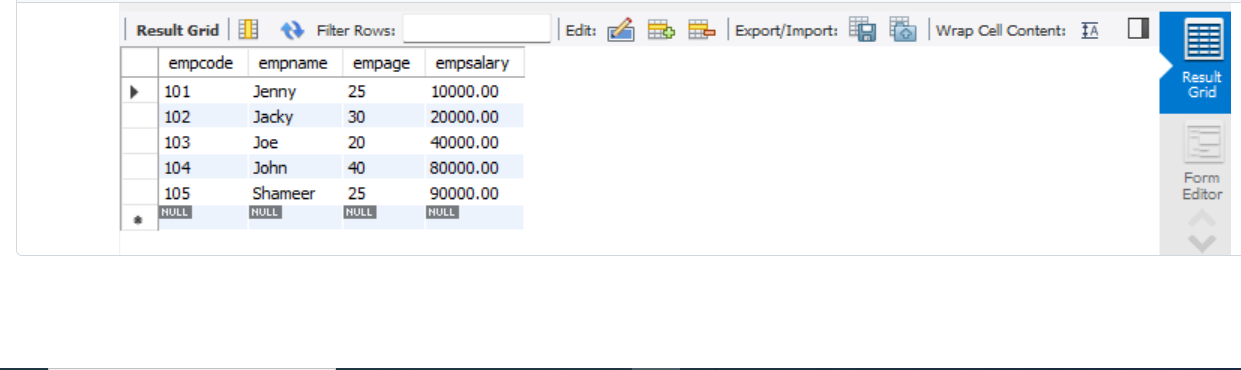 Result Grid Filter Rows: Edit: Export/Import: Wrap Cell Content: IA
empcode empname empage empsalary
101 Jenny 25 10000.00
102 Jacky 30 20000.00
103 Joe 20 40000.00
104 John 40 80000.00
105 Shameer 25 90000.00
NULL NULL NULL NULL
Result
Grid
Form
Editor